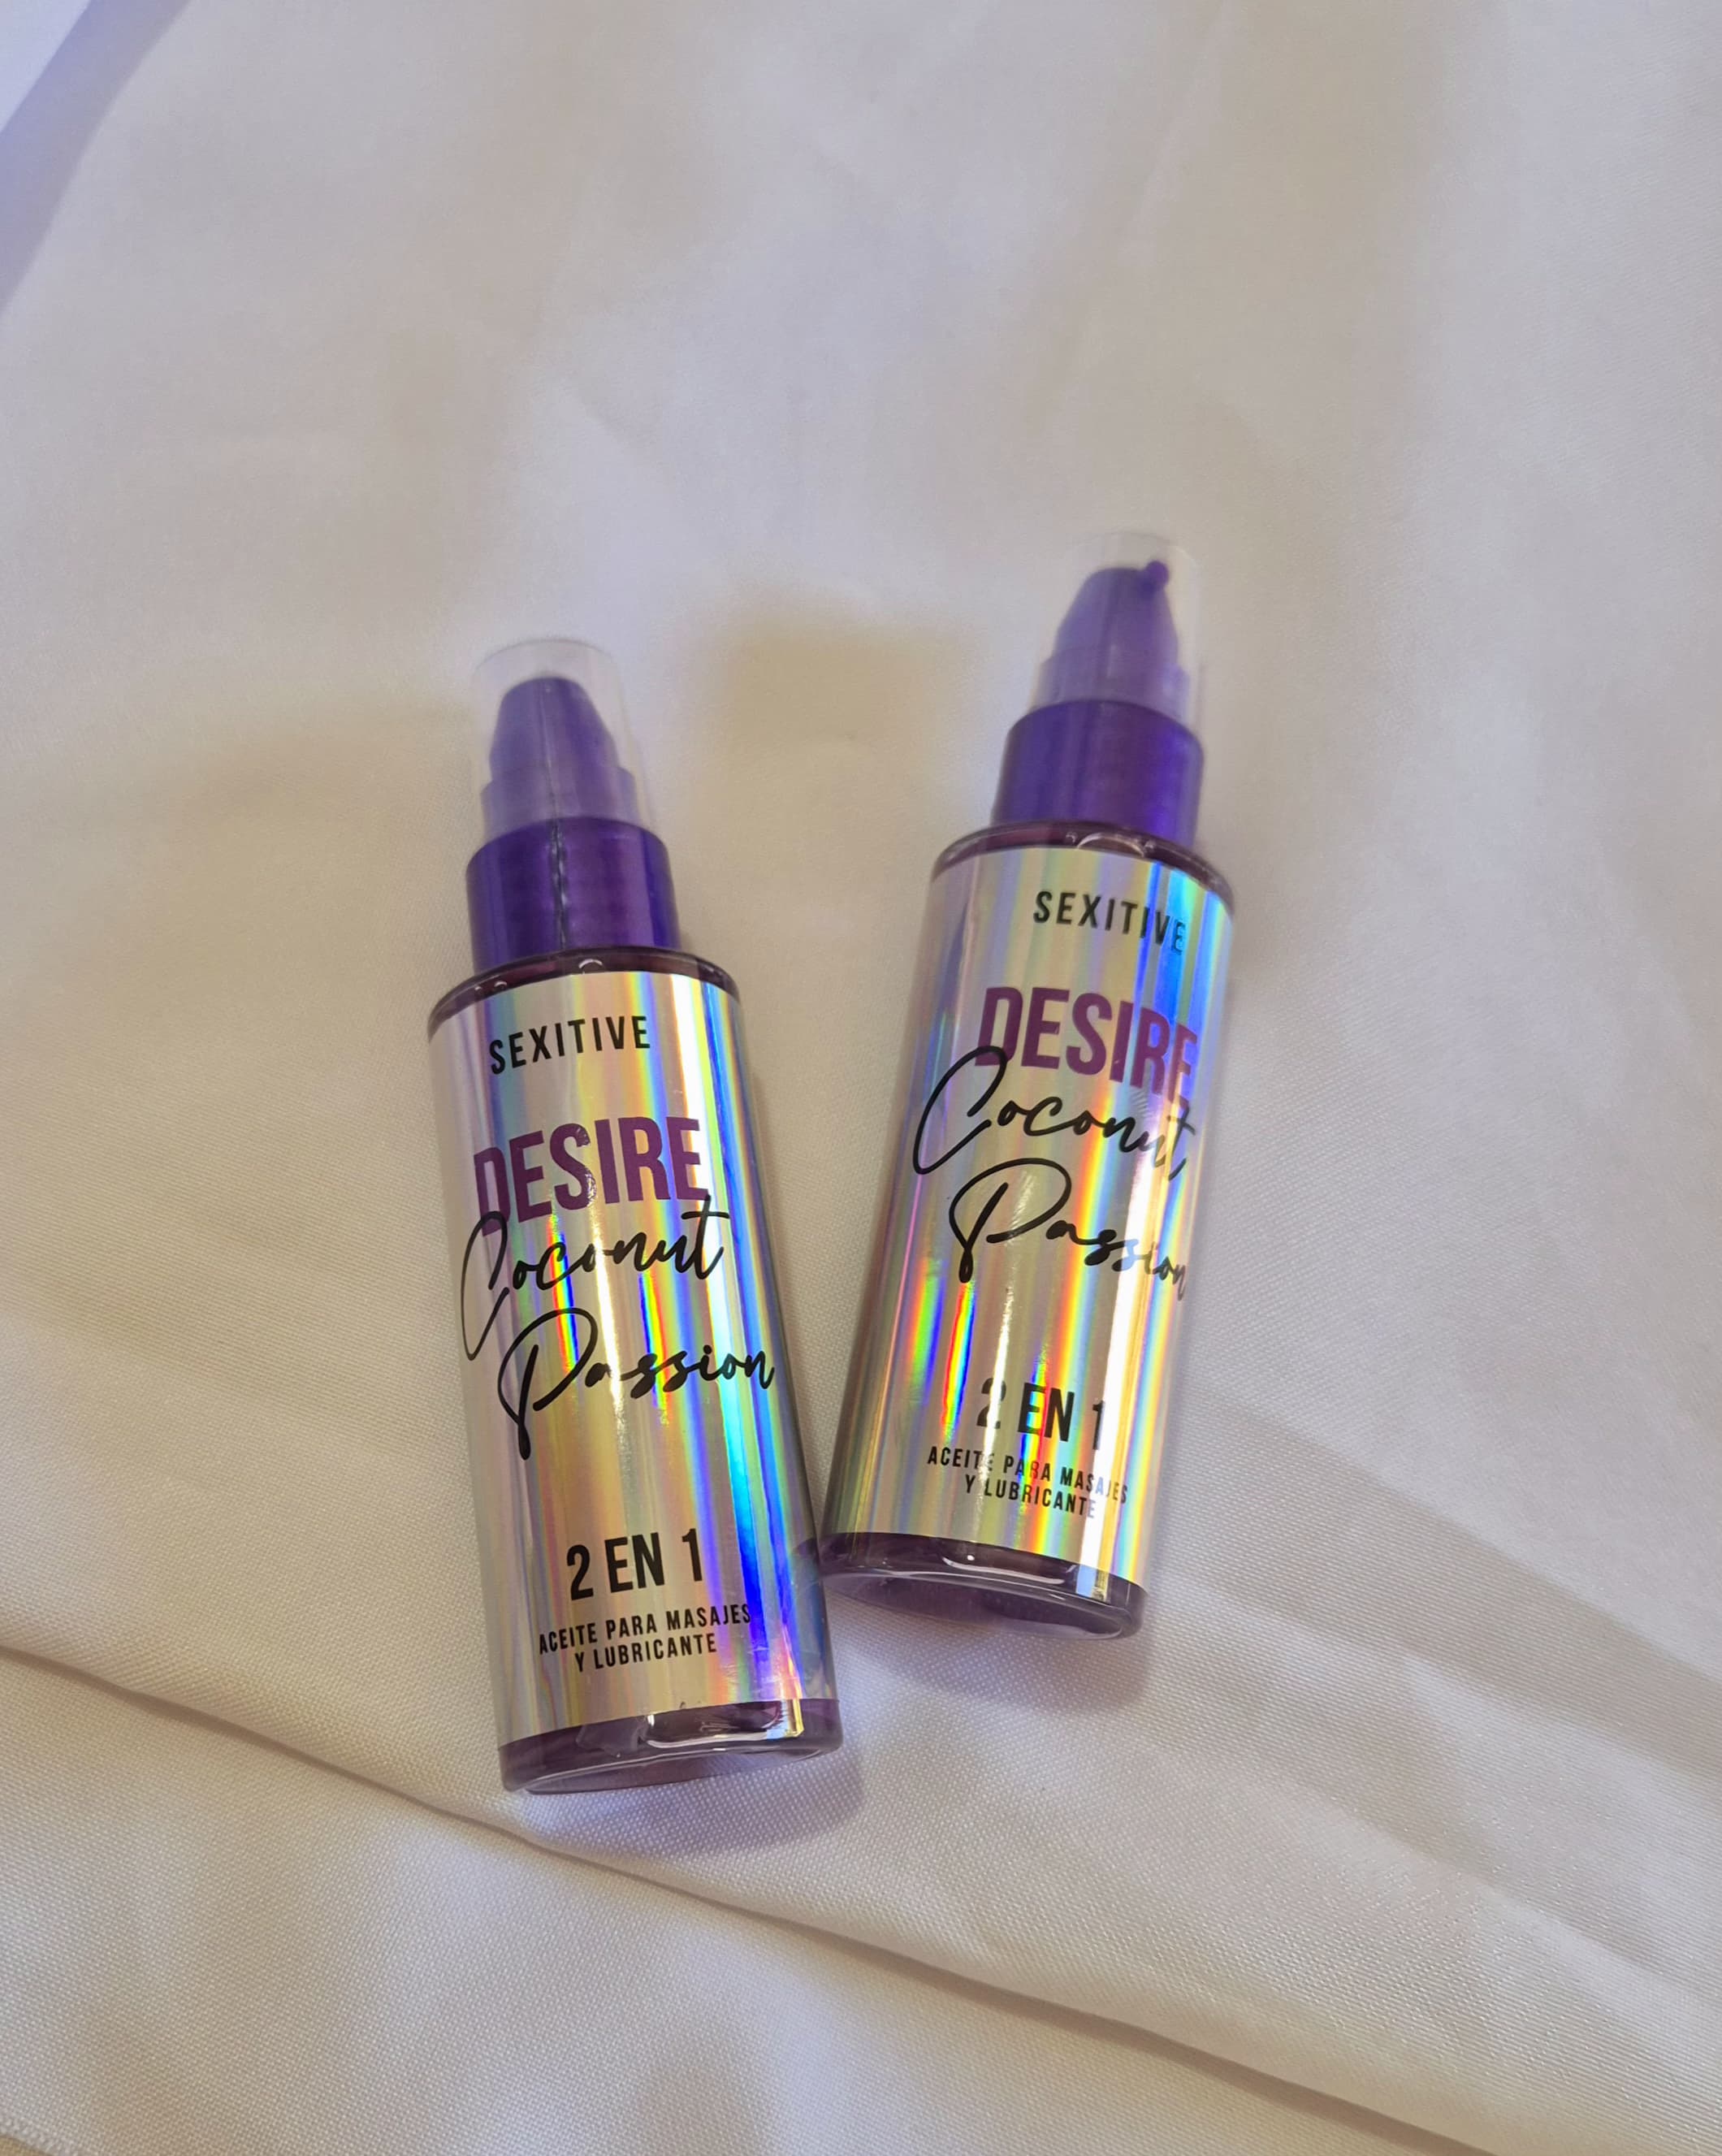 SEXITIVE
DESIRE
Coconut
Passion
2 EN 1
ACEITE PARA MASAJES
Y LUBRICANTE
SEXITIVE
DESIRE
Coconut
Passion
2 EN 1
ACEITE PARA MASAJES
Y LUBRICANTE